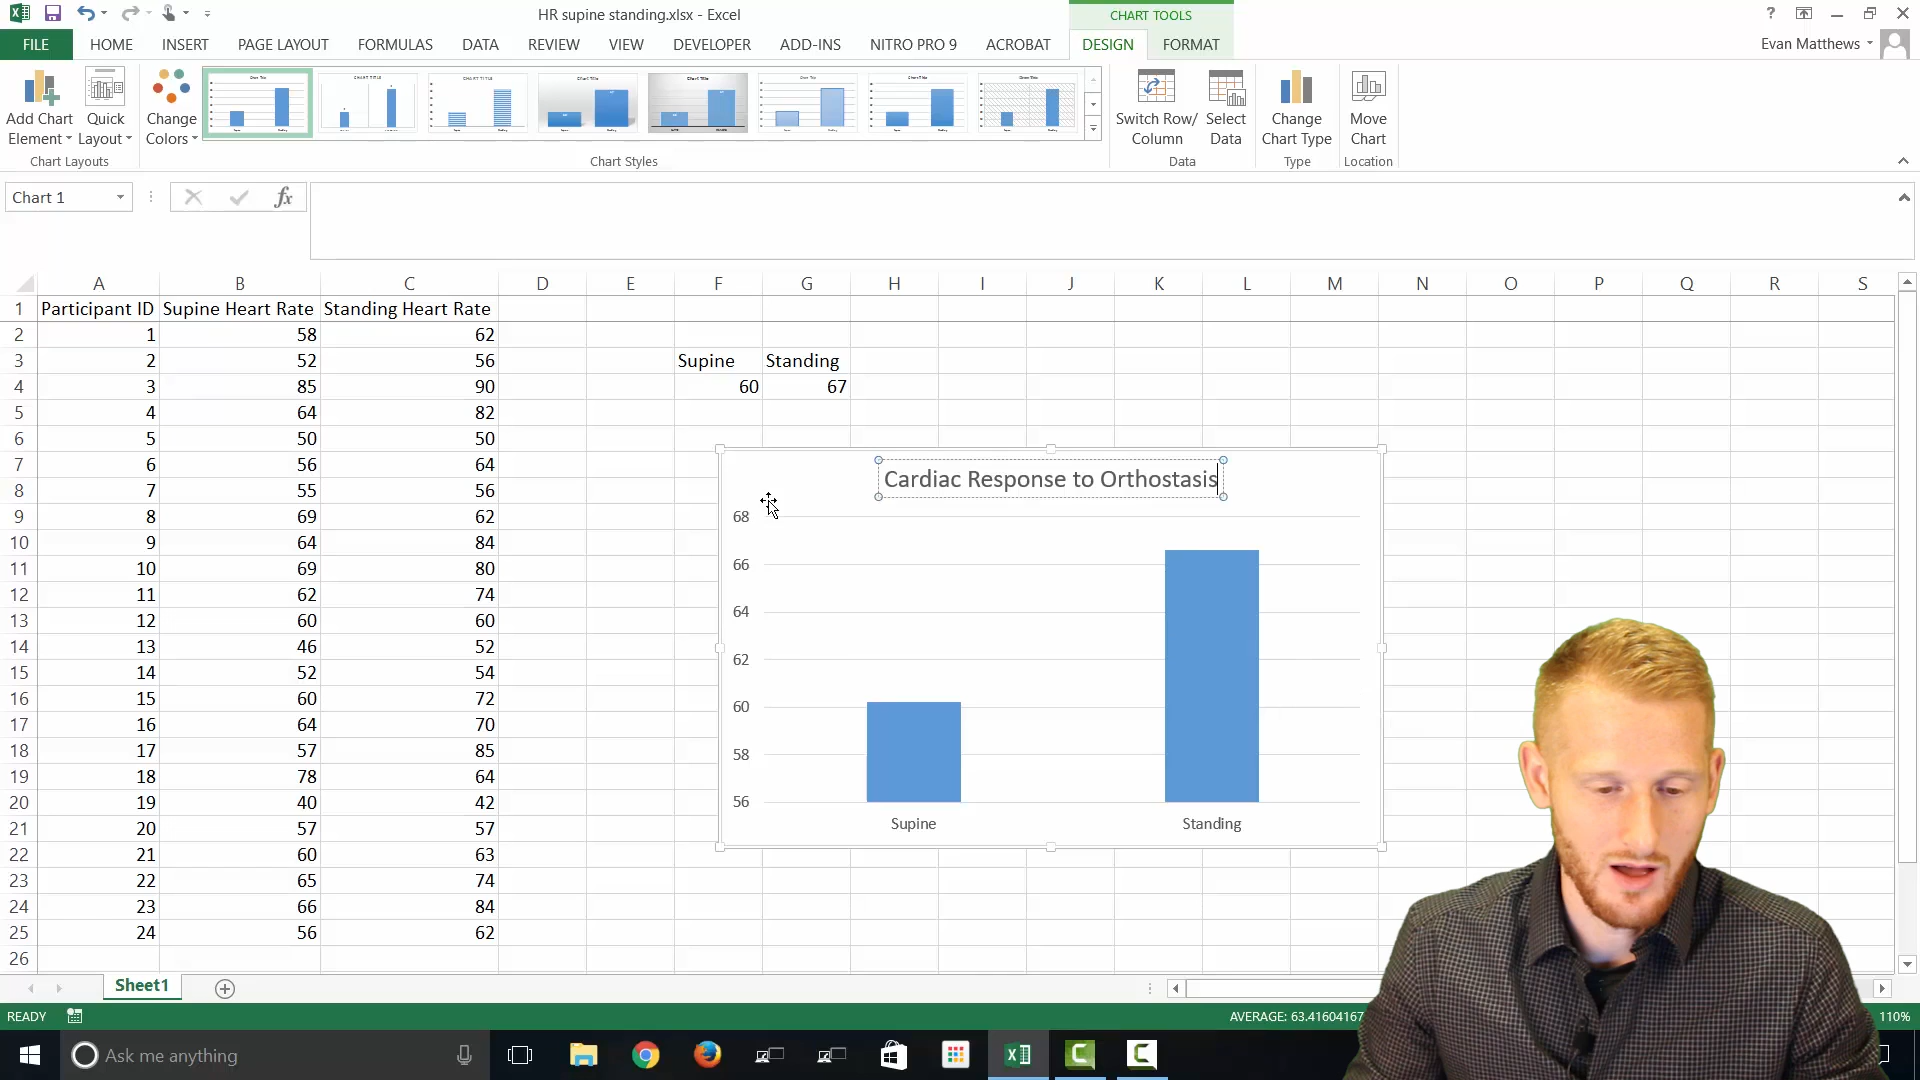 HR supine standing.xlsx - Excel
CHART TOOLS
FILE HOME INSERT PAGE LAYOUT FORMULAS DATA REVIEW VIEW DEVELOPER ADD-INS NITRO PRO 9 ACROBAT DESIGN FORMAT Evan Matthews
Add Chart Element
Quick Layout
Change Colors
Switch Row/ Column
Select Data
Change Chart Type
Move Chart
Chart Layouts Chart Styles Data Type Location
Chart 1 fx
A B C D E F G H I J K L M N O P Q R S
1 Participant ID Supine Heart Rate Standing Heart Rate
2 1 58 62
3 2 52 56 Supine Standing
4 3 85 90 60 67
5 4 64 82
6 5 50 50
7 6 56 64
8 7 55 56
9 8 69 62
10 9 64 84
11 10 69 80
12 11 62 74
13 12 60 60
14 13 46 52
15 14 52 54
16 15 60 72
17 16 64 70
18 17 57 85
19 18 78 64
20 19 40 42
21 20 57 57
22 21 60 63
23 22 65 74
24 23 66 84
25 24 56 62
26
Cardiac Response to Orthostasis
68
66
64
62
60
58
56
Supine Standing
Sheet1
READY AVERAGE: 63.41604167 110%
Ask me anything